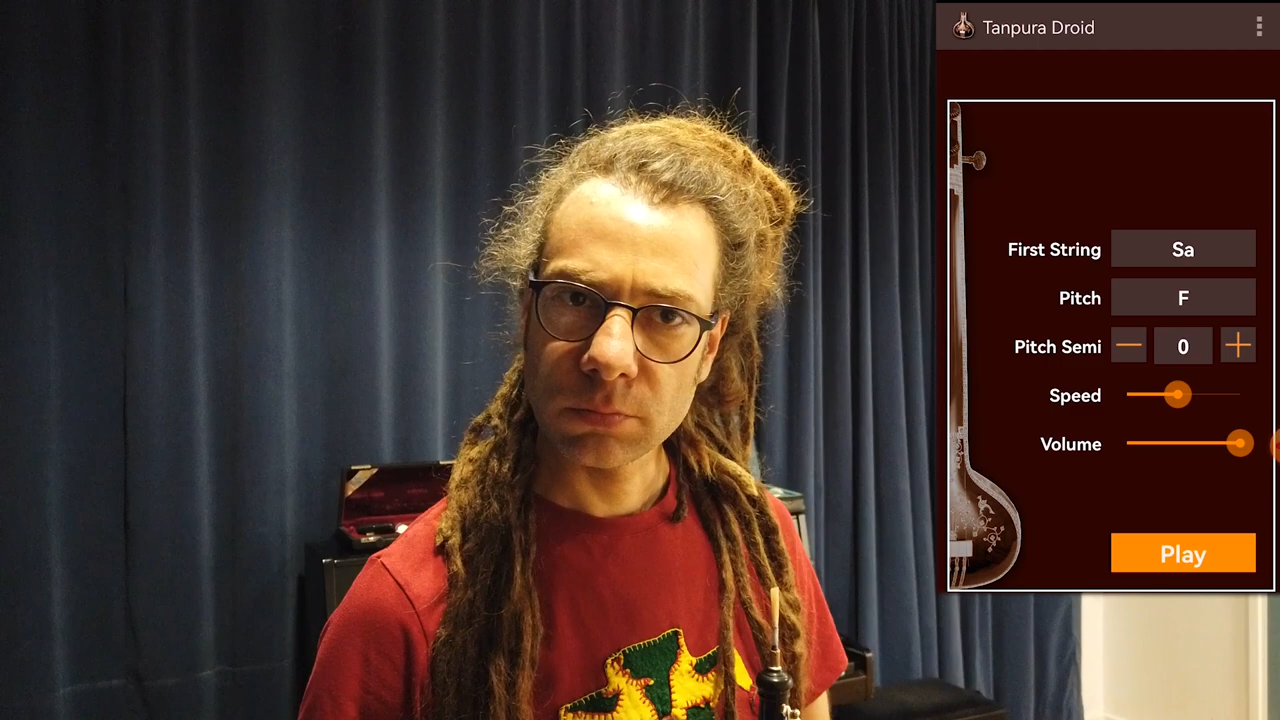 Tanpura Droid
First String Sa
Pitch F
Pitch Semi — 0 +
Speed
Volume
Play